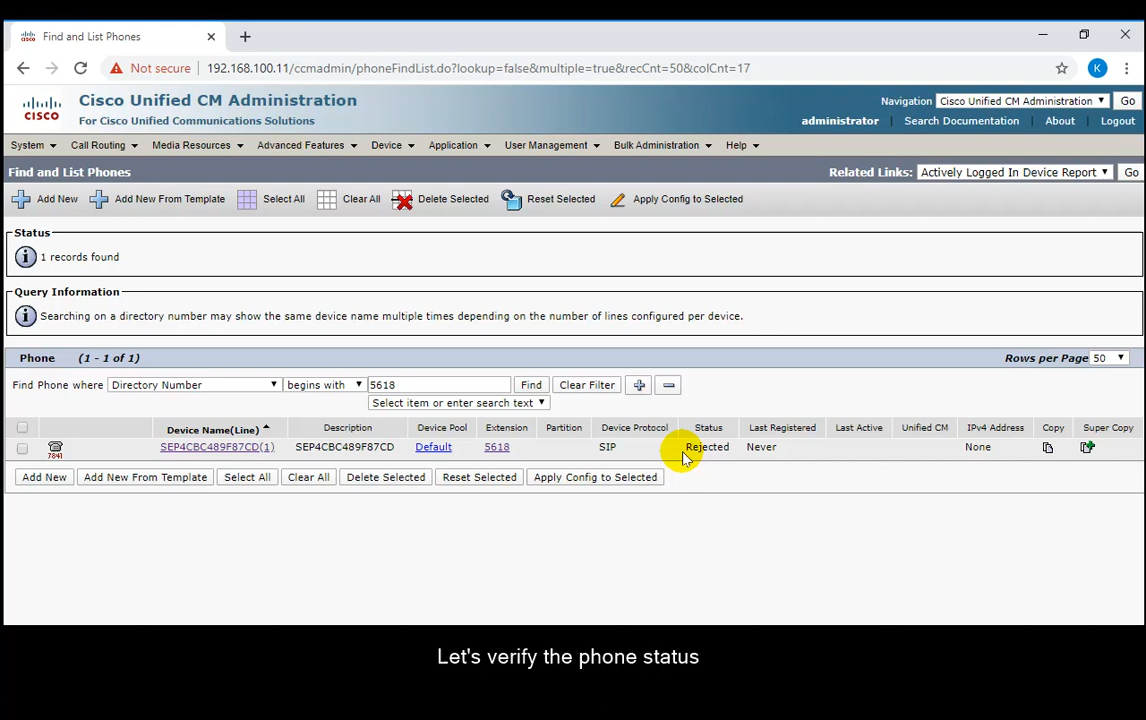 Find and List Phones
Not secure 192.168.100.11/ccmadmin/phoneFindList.do?lookup=false&multiple=true&recCnt=50&colCnt=17 K
Cisco Unified CM Administration
For Cisco Unified Communications Solutions
CISCO
Navigation Cisco Unified CM Administration Go
administrator Search Documentation About Logout
System Call Routing Media Resources Advanced Features Device Application User Management Bulk Administration Help
Find and List Phones Related Links: Actively Logged In Device Report Go
Add New Add New From Template Select All Clear All Delete Selected Reset Selected Apply Config to Selected
Status
1 records found
Query Information
Searching on a directory number may show the same device name multiple times depending on the number of lines configured per device.
Phone (1 - 1 of 1) Rows per Page 50
Find Phone where Directory Number begins with 5618 Find Clear Filter
Select item or enter search text
Device Name(Line) Description Device Pool Extension Partition Device Protocol Status Last Registered Last Active Unified CM IPv4 Address Copy Super Copy
7841 SEP4CBC489F87CD(1) SEP4CBC489F87CD Default 5618 SIP Rejected Never None
Add New Add New From Template Select All Clear All Delete Selected Reset Selected Apply Config to Selected
Let's verify the phone status